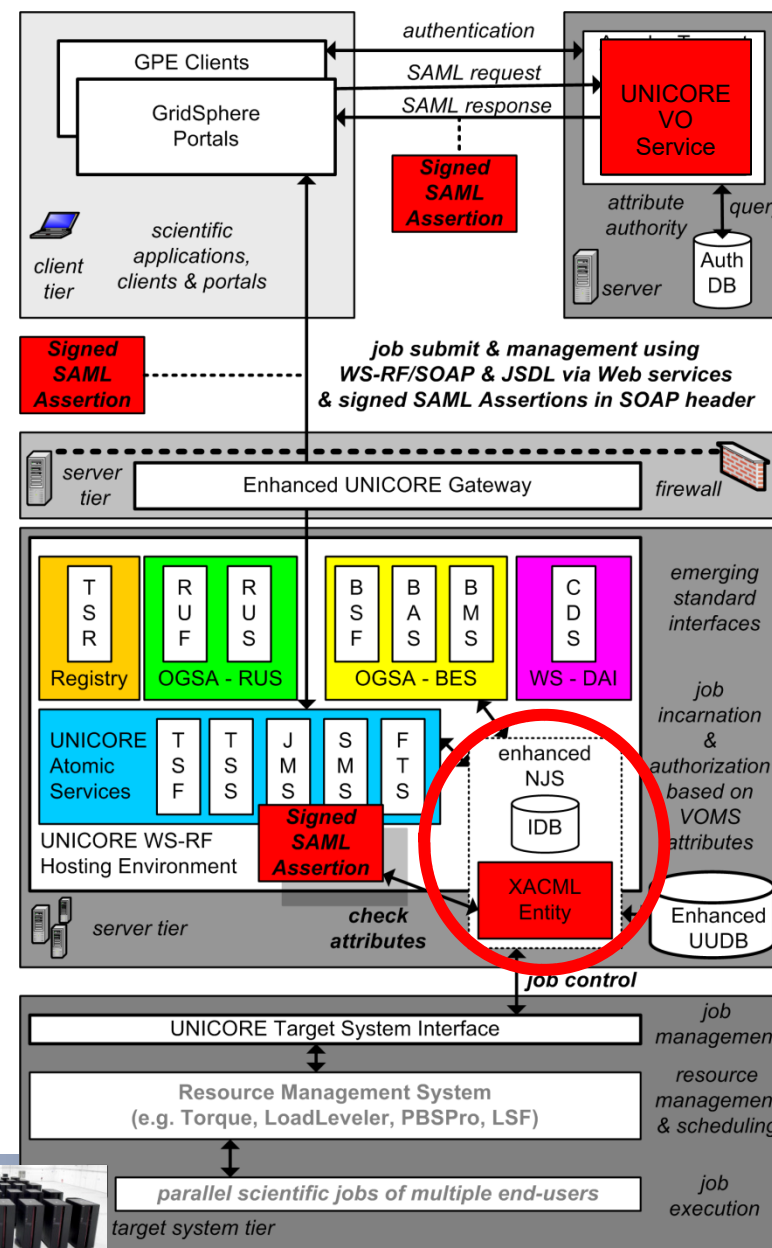 GPE Clients
GridSphere
Portals
client
tier
scientific
applications,
clients & portals
authentication
SAML request
SAML response
Signed
SAML
Assertion
UNICORE
VO
Service
attribute
authority
Auth
DB
server
Signed
SAML
Assertion
job submit & management using
WS-RF/SOAP & JSDL via Web services
& signed SAML Assertions in SOAP header
server
tier
Enhanced UNICORE Gateway
firewall
T
S
R
Registry
R
U
F
R
U
S
OGSA - RUS
B
S
F
B
A
S
B
M
S
OGSA - BES
C
D
S
WS - DAI
emerging
standard
interfaces
UNICORE
Atomic
Services
T
S
F
T
S
S
J
M
S
S
M
S
F
T
S
enhanced
NJS
IDB
job
incarnation
&
authorization
based on
VOMS
attributes
UNICORE WS-RF
Hosting Environment
Signed
SAML
Assertion
XACML
Entity
Enhanced
UUDB
server tier
check
attributes
job control
UNICORE Target System Interface
job
managemen
Resource Management System
(e.g. Torque, LoadLeveler, PBSPro, LSF)
resource
managemen
& scheduling
parallel scientific jobs of multiple end-users
job
execution
target system tier